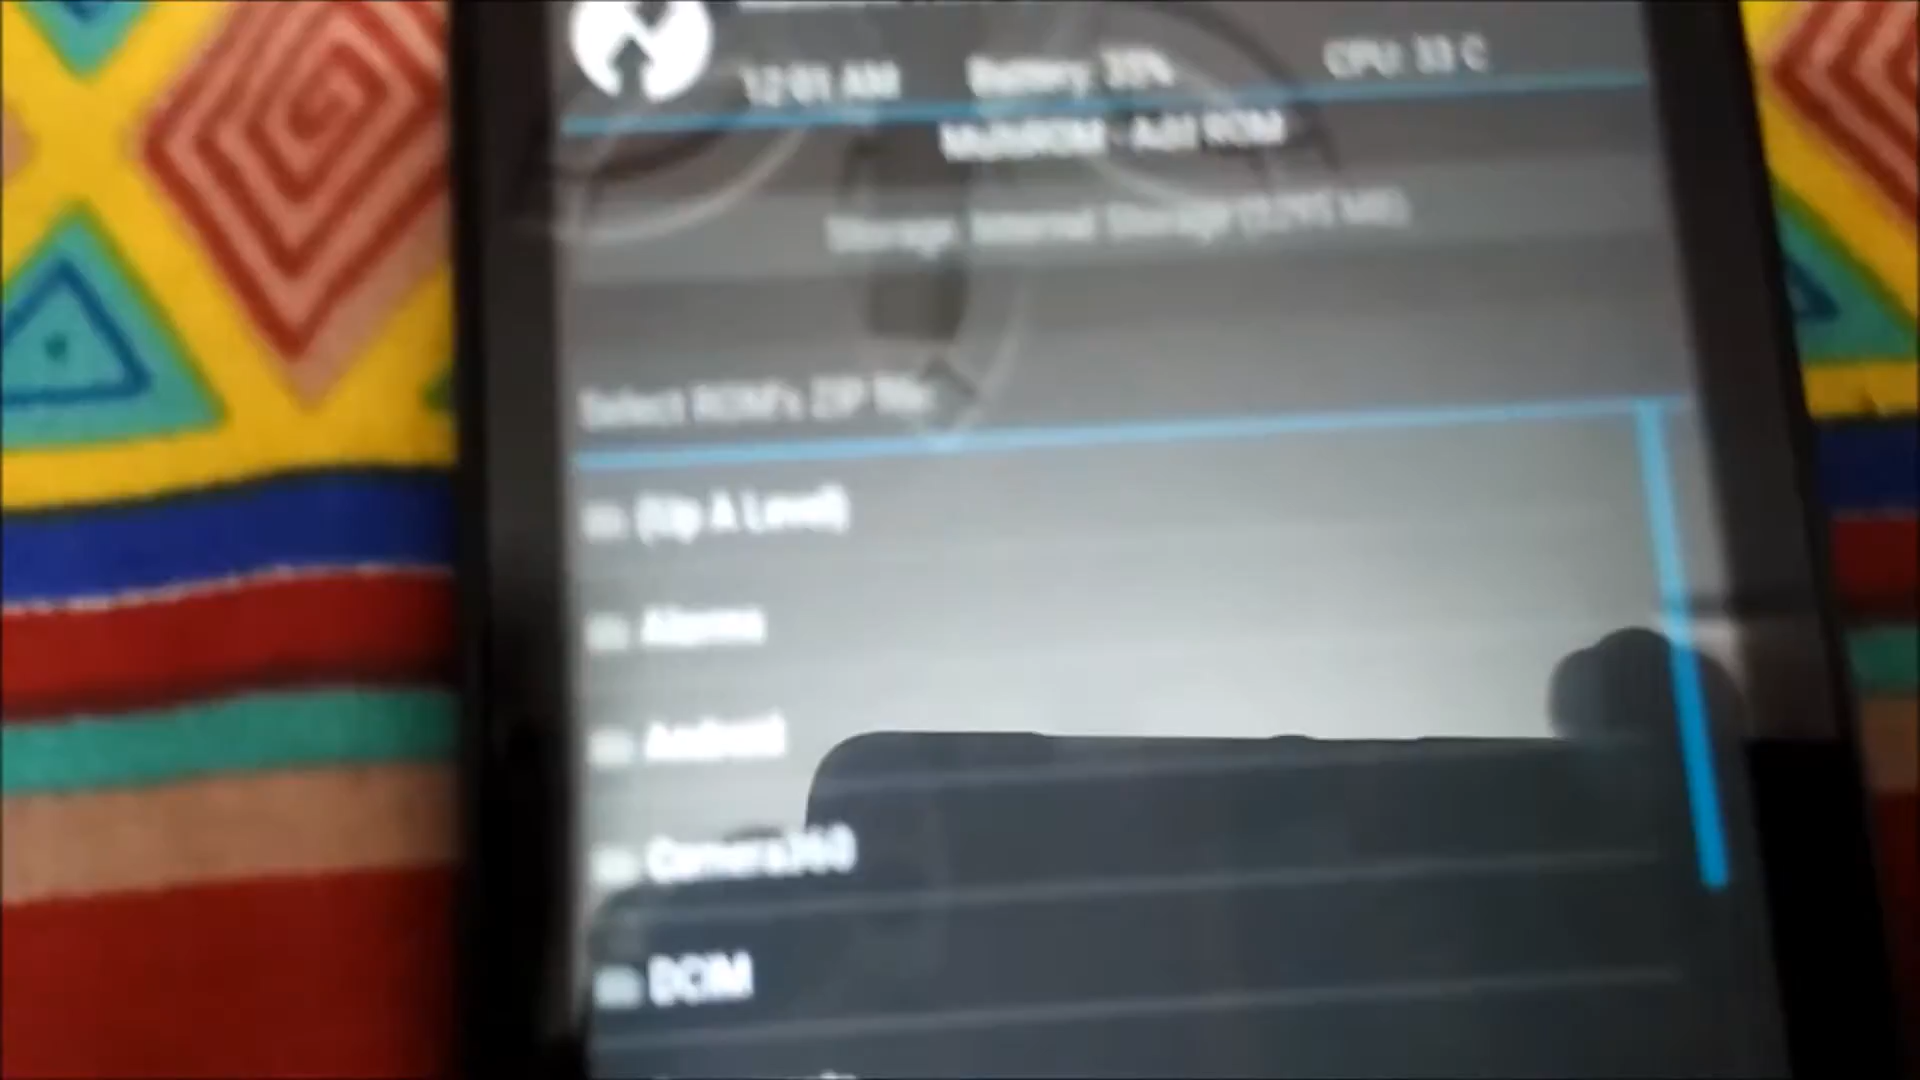 12:01 AM Battery: 33% CPU: 33 C
MultiROM - Add ROM
Storage: Internal Storage
Select ROM's ZIP file:
(Up A Level)
Alarms
Android
Camera360
DCIM